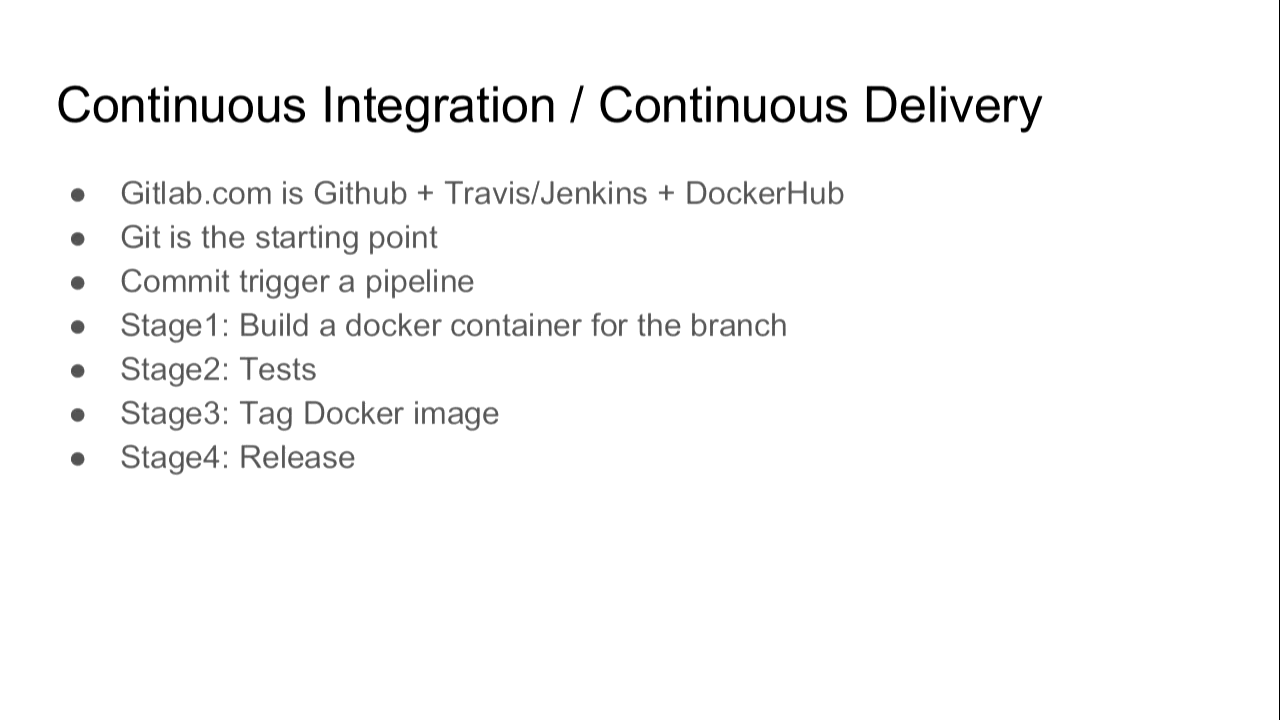 Continuous Integration / Continuous Delivery
● Gitlab.com is Github + Travis/Jenkins + DockerHub
● Git is the starting point
● Commit trigger a pipeline
● Stage1: Build a docker container for the branch
● Stage2: Tests
● Stage3: Tag Docker image
● Stage4: Release